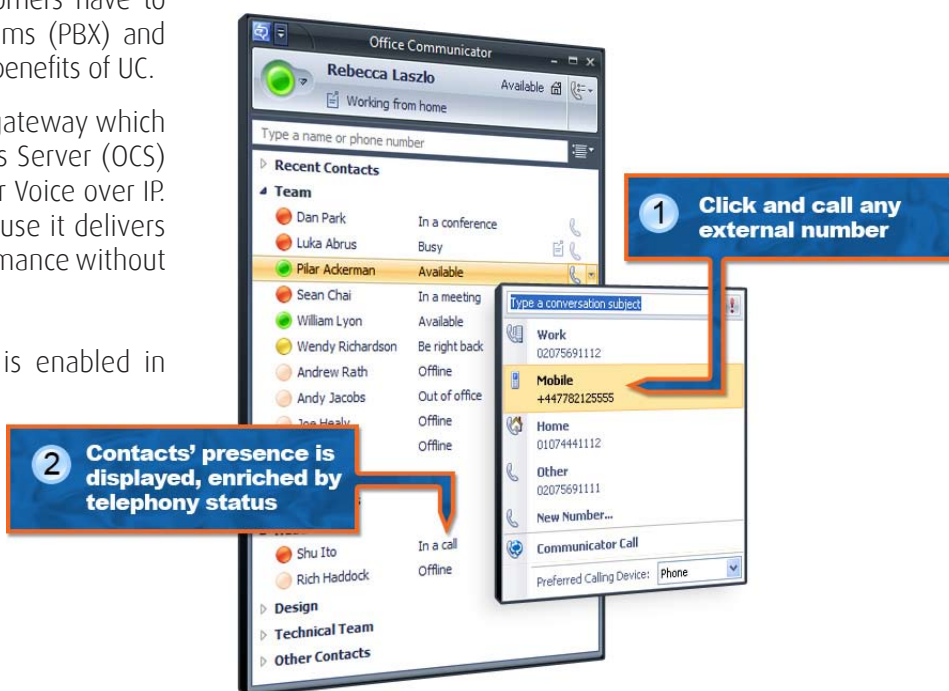 omers have to
ms (PBX) and
benefits of UC.
gateway which
s Server (OCS)
r Voice over IP.
use it delivers
mance without
is enabled in
Office Communicator
Rebecca Laszlo
Available
Working from home
Type a name or phone number
Recent Contacts
Team
Dan Park In a conference
Luka Abrus Busy
Pilar Ackerman Available
Sean Chai In a meeting
William Lyon Available
Wendy Richardson Be right back
Andrew Rath Offline
Andy Jacobs Out of office
Joe Healy Offline
Offline
Shu Ito In a call
Rich Haddock Offline
Design
Technical Team
Other Contacts
1 Click and call any
external number
Type a conversation subject
Work
02075691112
Mobile
+447782125555
Home
01074441112
Other
02075691111
New Number...
Communicator Call
Preferred Calling Device: Phone
2 Contacts' presence is
displayed, enriched by
telephony status